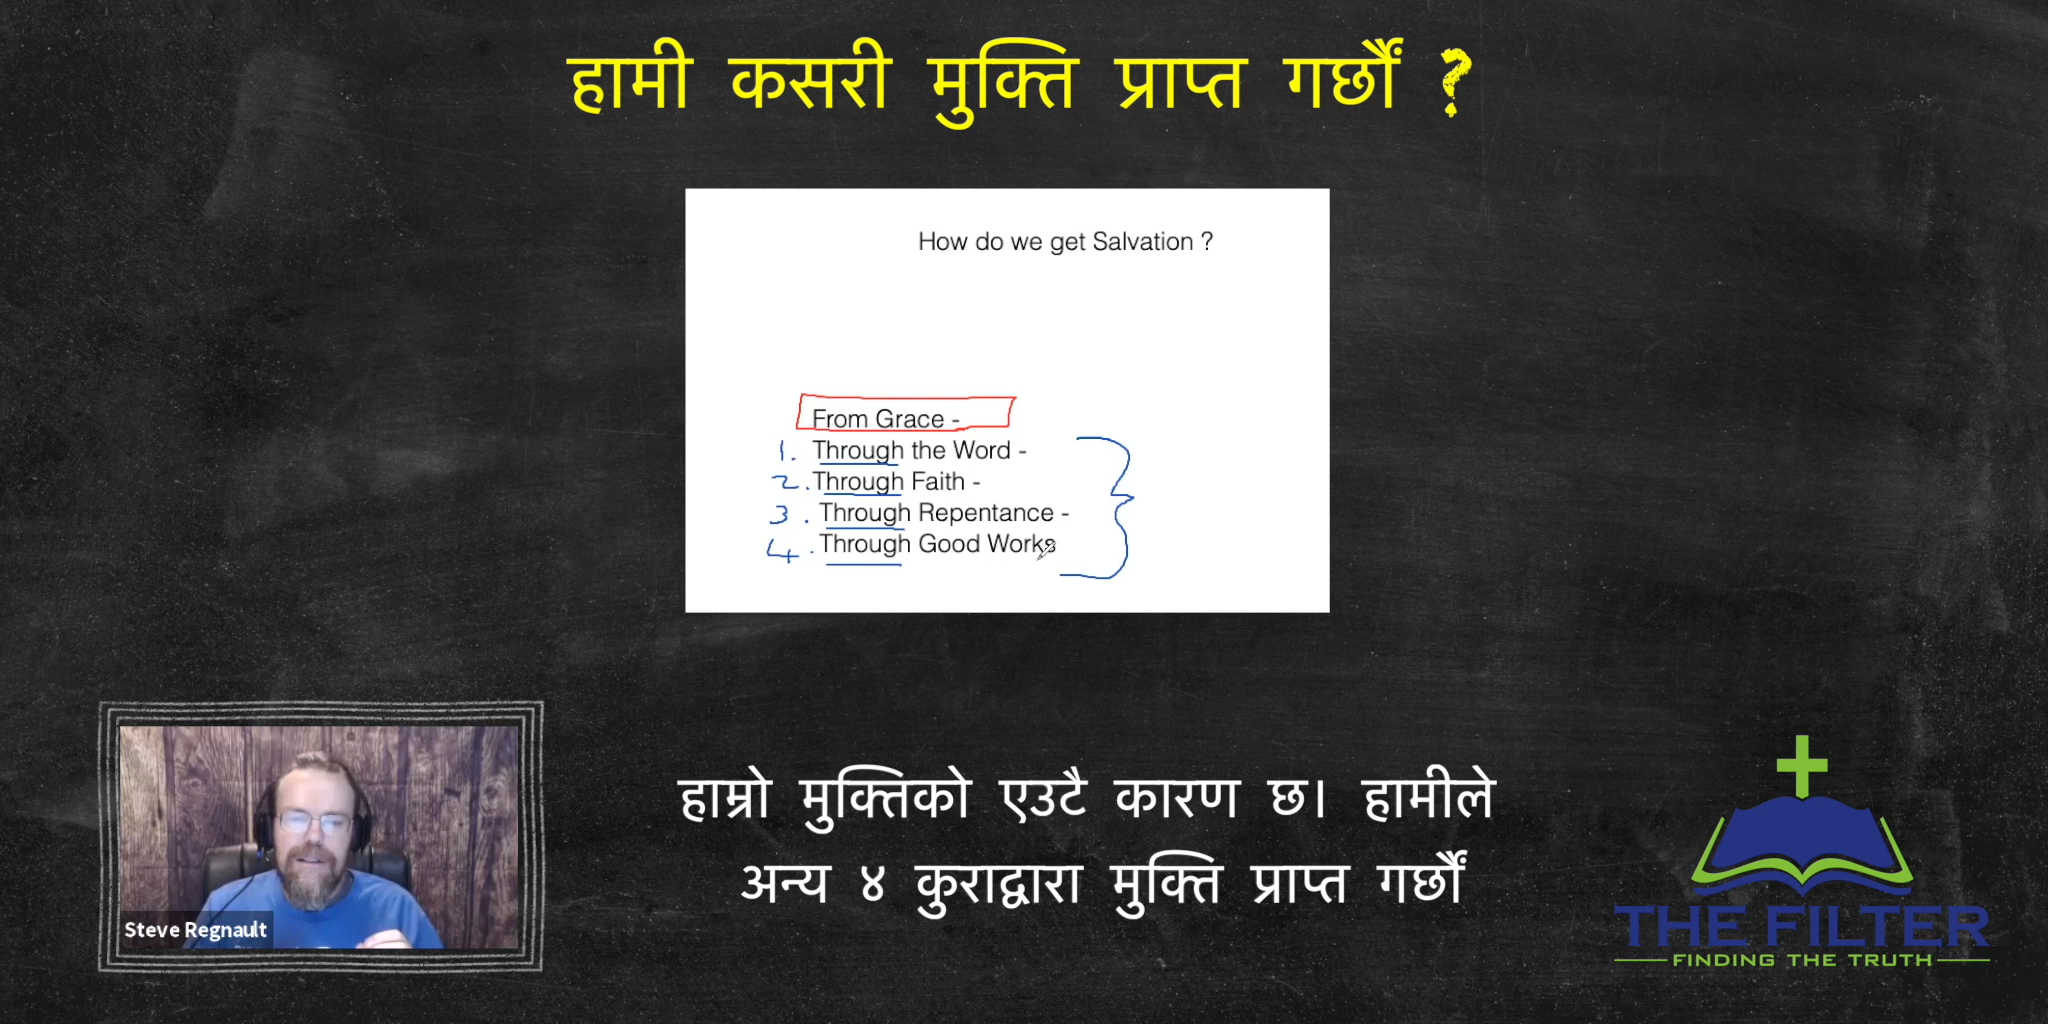 हामी कसरी मुक्ति प्राप्त गर्छौं ?
How do we get Salvation ?
From Grace -
1. Through the Word -
2. Through Faith -
3. Through Repentance -
4. Through Good Works
हाम्रो मुक्तिको एउटै कारण छ। हामीले
अन्य ४ कुराद्वारा मुक्ति प्राप्त गर्छौं
Steve Regnault
THE FILTER
FINDING THE TRUTH